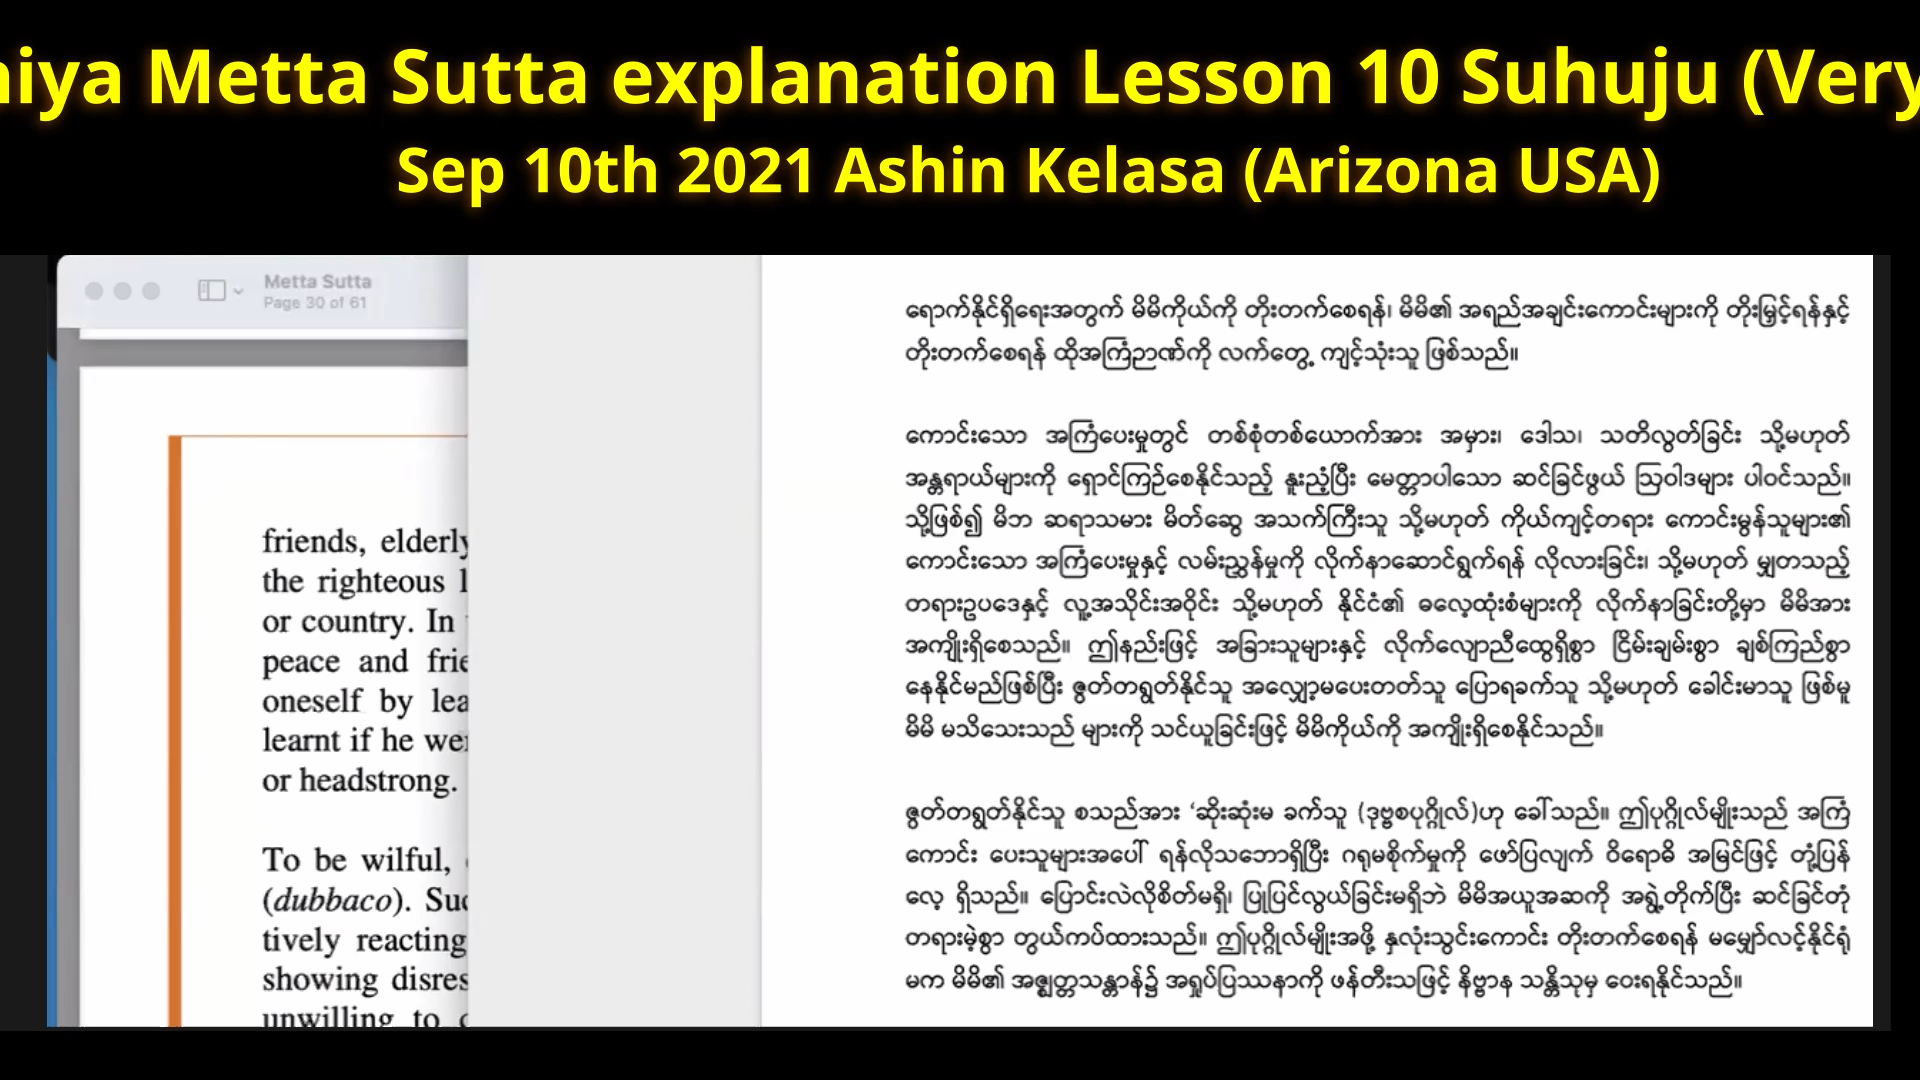 Metta Sutta explanation Lesson 10 Suhuju (Very
Sep 10th 2021 Ashin Kelasa (Arizona USA)
Metta Sutta
Page 30 of 61
friends, elderly
the righteous
or country. In
peace and
oneself by
learnt if he
or headstrong.
To be wilful,
(dubbaco).
tively reacting
showing
unwilling to
ရောက်နိုင်ရှိရေးအတွက် မိမိကိုယ်ကို တိုးတက်စေရန်၊ မိမိ၏ အရည်အချင်းကောင်းများကို တိုးမြှင့်ရန်နှင့်
တိုးတက်စေရန် ထိုအကြံဉာဏ်ကို လက်တွေ့ ကျင့်သုံးသူ ဖြစ်သည်။
ကောင်းသော အကြံပေးမှုတွင် တစ်စုံတစ်ယောက်အား အမှား၊ ဒေါသ၊ သတိလွတ်ခြင်း သို့မဟုတ်
အန္တရာယ်များကို ရှောင်ကြဉ်စေနိုင်သည့် နူးညံ့ပြီး မေတ္တာပါသော ဆင်ခြင်ဖွယ် ဩဝါဒများ ပါဝင်သည်။
သို့ဖြစ်၍ မိဘ ဆရာသမား မိတ်ဆွေ အသက်ကြီးသူ သို့မဟုတ် ကိုယ်ကျင့်တရား ကောင်းမွန်သူများ၏
ကောင်းသော အကြံပေးမှုနှင့် လမ်းညွှန်မှုကို လိုက်နာဆောင်ရွက်ရန် လိုလားခြင်း၊ သို့မဟုတ် မျှတသည့်
တရားဥပဒေနှင့် လူ့အသိုင်းအဝိုင်း သို့မဟုတ် နိုင်ငံ၏ ဓလေ့ထုံးစံများကို လိုက်နာခြင်းတို့မှာ မိမိအား
အကျိုးရှိစေသည်။ ဤနည်းဖြင့် အခြားသူများနှင့် လိုက်လျောညီထွေရှိစွာ ငြိမ်းချမ်းစွာ ချစ်ကြည်စွာ
နေနိုင်မည်ဖြစ်ပြီး ဇွတ်တရွတ်နိုင်သူ အလျှော့မပေးတတ်သူ ပြောရခက်သူ သို့မဟုတ် ခေါင်းမာသူ ဖြစ်မူ
မိမိ မသိသေးသည် များကို သင်ယူခြင်းဖြင့် မိမိကိုယ်ကို အကျိုးရှိစေနိုင်သည်။
ဇွတ်တရွတ်နိုင်သူ စသည်အား ‘ဆိုးဆုံးမ ခက်သူ (ဒုဗ္ဗစပုဂ္ဂိုလ်)ဟု ခေါ်သည်။ ဤပုဂ္ဂိုလ်မျိုးသည် အကြံ
ကောင်း ပေးသူများအပေါ် ရန်လိုသဘောရှိပြီး ဂရုမစိုက်မှုကို ဖော်ပြလျက် ဝိရောဓိ အမြင်ဖြင့် တုံ့ပြန်
လေ့ ရှိသည်။ ပြောင်းလဲလိုစိတ်မရှိ၊ ပြုပြင်လွယ်ခြင်းမရှိဘဲ မိမိအယူအဆကို အရွဲ့တိုက်ပြီး ဆင်ခြင်တုံ
တရားမဲ့စွာ တွယ်ကပ်ထားသည်။ ဤပုဂ္ဂိုလ်မျိုးအဖို့ နှလုံးသွင်းကောင်း တိုးတက်စေရန် မမျှော်လင့်နိုင်ရုံ
မက မိမိ၏ အဇ္ဈတ္တသန္တာန်၌ အရှုပ်ပြဿနာကို ဖန်တီးသဖြင့် နိဗ္ဗာန သန္တိသုမှ ဝေးရနိုင်သည်။